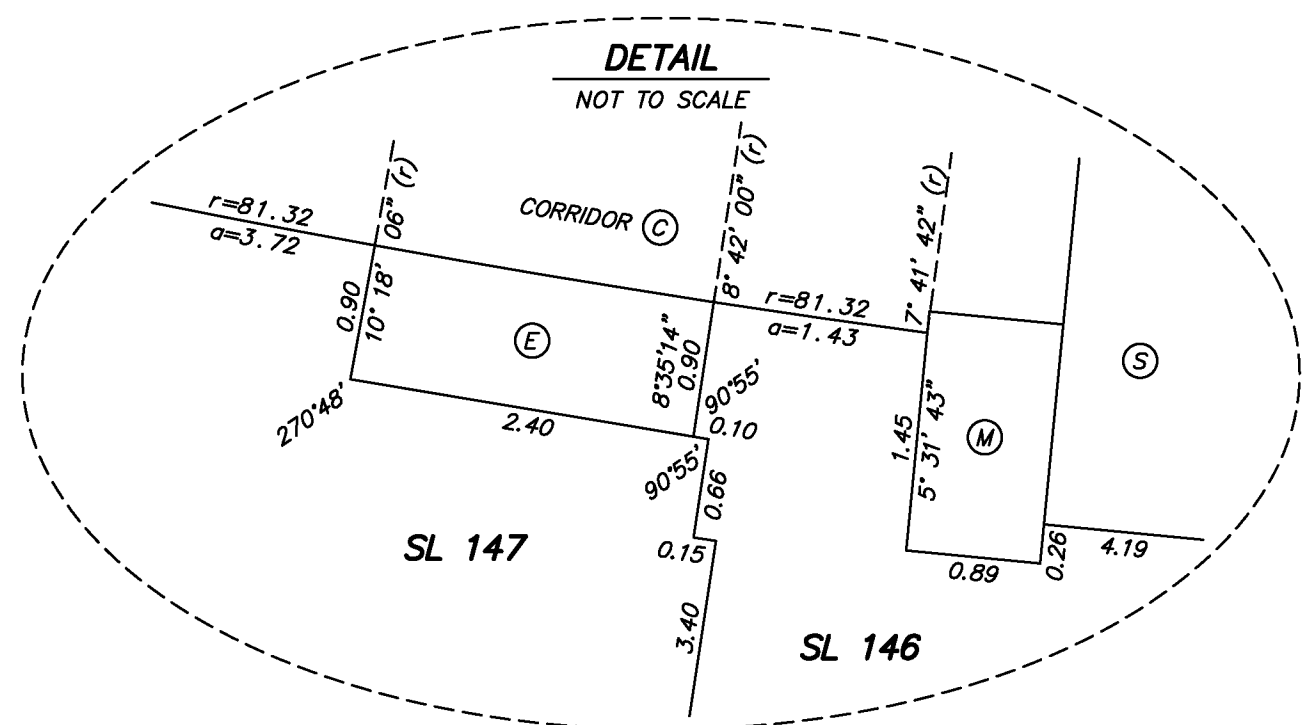 DETAIL
NOT TO SCALE
r=81.32
a=3.72
10° 18' 06" (r)
CORRIDOR C
8° 42' 00" (r)
r=81.32
a=1.43
7° 41' 42" (r)
0.90
E
8°35'14"
0.90
90°55'
0.10
S
270°48'
2.40
90°55'
0.66
1.45
5° 31' 43"
M
SL 147
0.15
0.89
0.26
4.19
3.40
SL 146